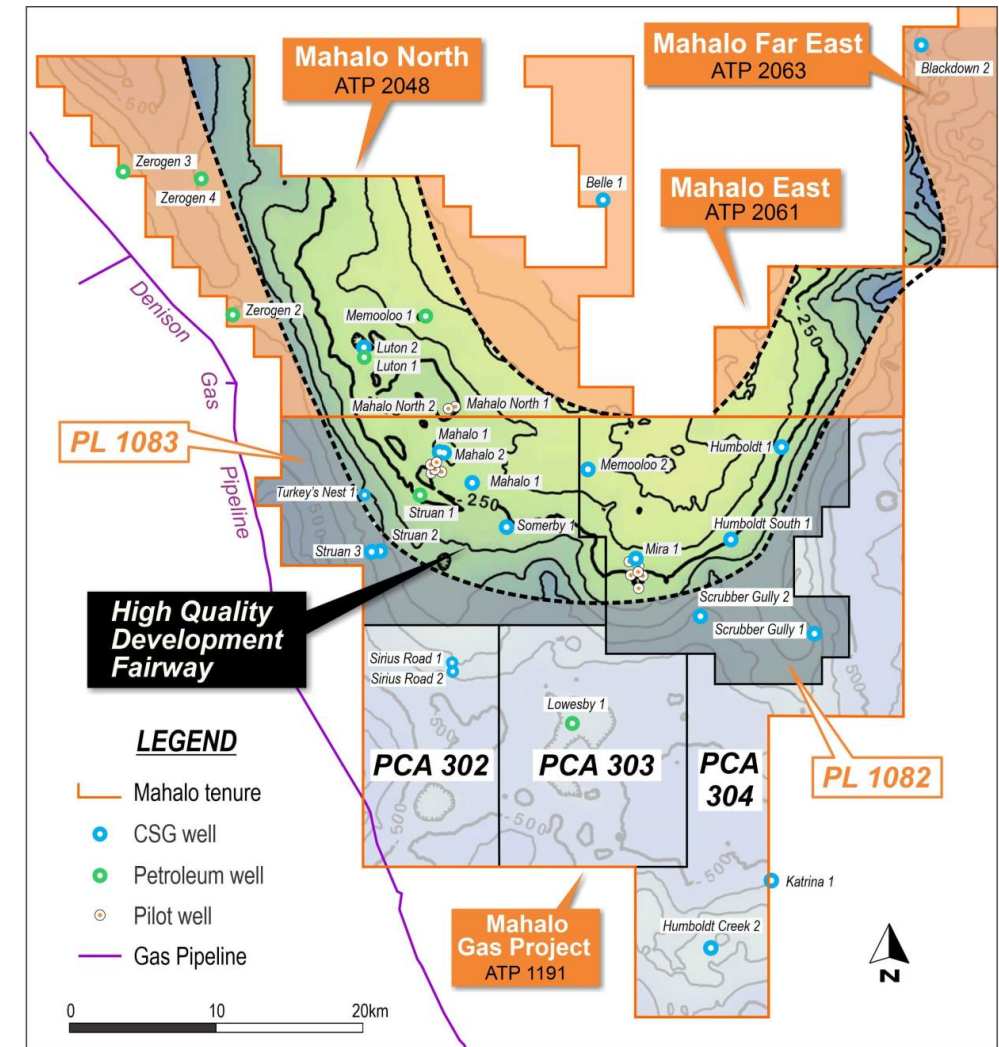 Mahalo North
ATP 2048
Mahalo Far East
ATP 2063
Blackdown 2
-500
Zerogen 3
Zerogen 4
Belle 1
Mahalo East
ATP 2061
Denison
Gas
Pipeline
Zerogen 2
Memooloo 1
-250
Luton 2
Luton 1
Mahalo North 2
Mahalo North 1
PL 1083
Mahalo 1
Mahalo 2
Humboldt 1
Memooloo 2
Mahalo 1
Turkey's Nest 1
Struan 1
-250
Somerby 1
Humboldt South 1
Struan 2
Struan 3
Mira 1
High Quality
Development
Fairway
Scrubber Gully 2
Scrubber Gully 1
Sirius Road 1
Sirius Road 2
Lowesby 1
PCA 302
PCA 303
PCA
304
PL 1082
-500
-500
-500
LEGEND
Mahalo tenure
CSG well
Petroleum well
Pilot well
Gas Pipeline
Katrina 1
Mahalo
Gas Project
ATP 1191
Humboldt Creek 2
N
0
10
20km